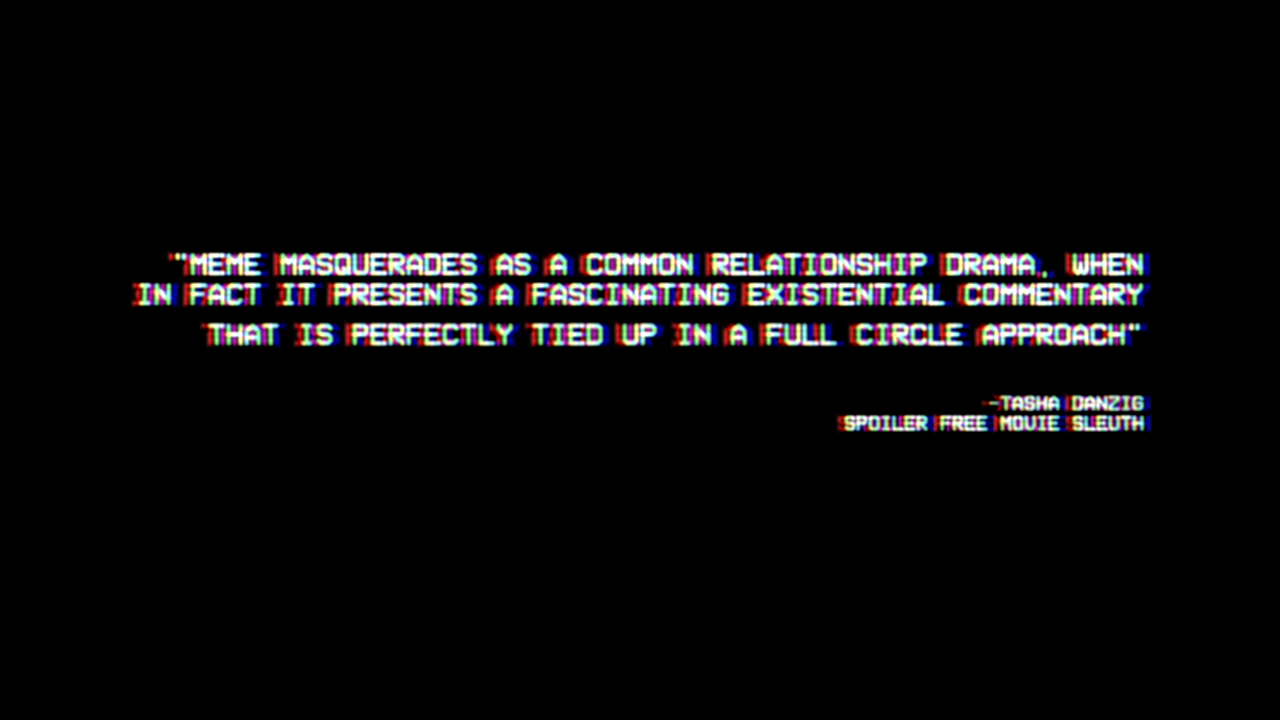 "MEME MASQUERADES AS A COMMON RELATIONSHIP DRAMA, WHEN
IN FACT IT PRESENTS A FASCINATING EXISTENTIAL COMMENTARY
THAT IS PERFECTLY TIED UP IN A FULL CIRCLE APPROACH"
-TASHA DANZIG
SPOILER FREE MOVIE SLEUTH